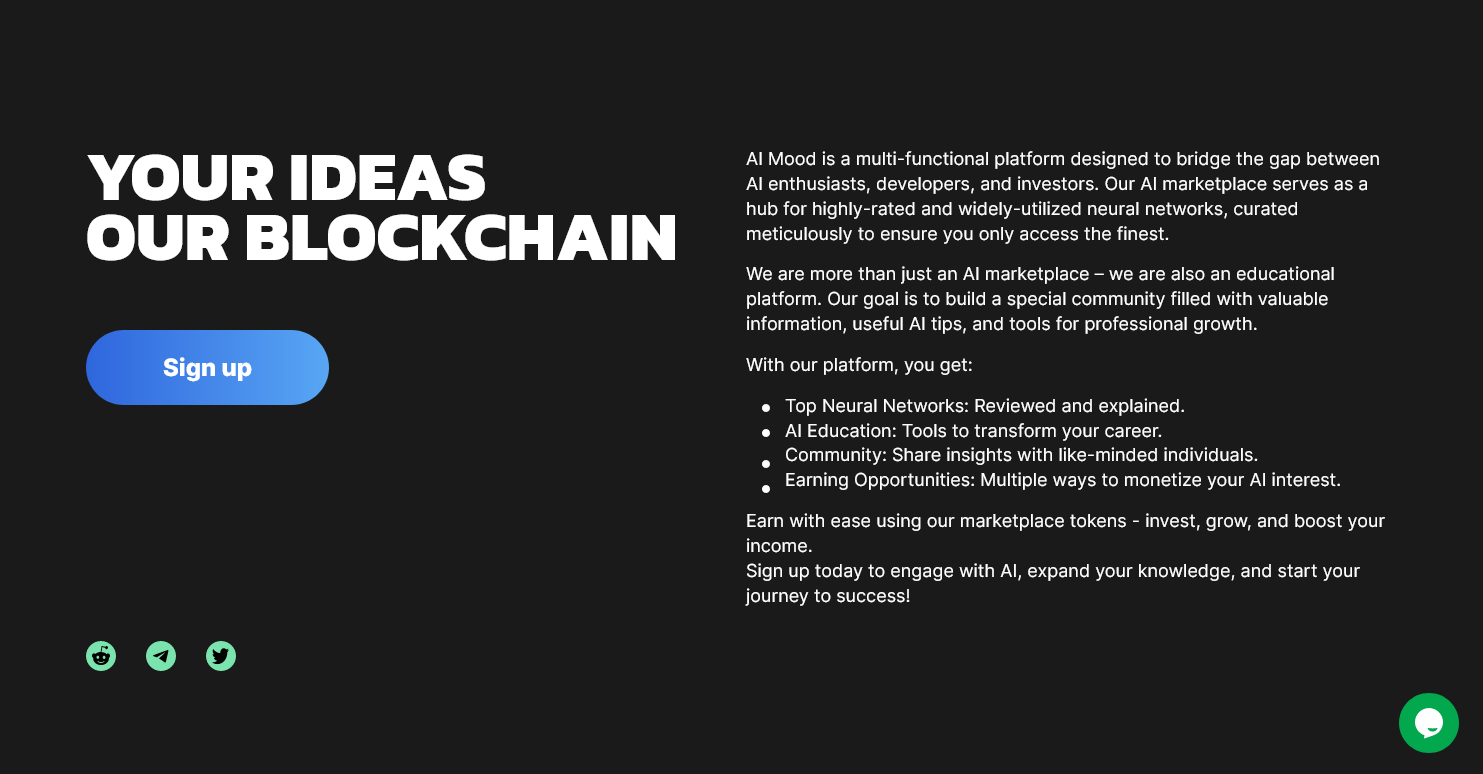 YOUR IDEAS
OUR BLOCKCHAIN
Sign up
AI Mood is a multi-functional platform designed to bridge the gap between
AI enthusiasts, developers, and investors. Our AI marketplace serves as a
hub for highly-rated and widely-utilized neural networks, curated
meticulously to ensure you only access the finest.
We are more than just an AI marketplace – we are also an educational
platform. Our goal is to build a special community filled with valuable
information, useful AI tips, and tools for professional growth.
With our platform, you get:
Top Neural Networks: Reviewed and explained.
AI Education: Tools to transform your career.
Community: Share insights with like-minded individuals.
Earning Opportunities: Multiple ways to monetize your AI interest.
Earn with ease using our marketplace tokens - invest, grow, and boost your
income.
Sign up today to engage with AI, expand your knowledge, and start your
journey to success!